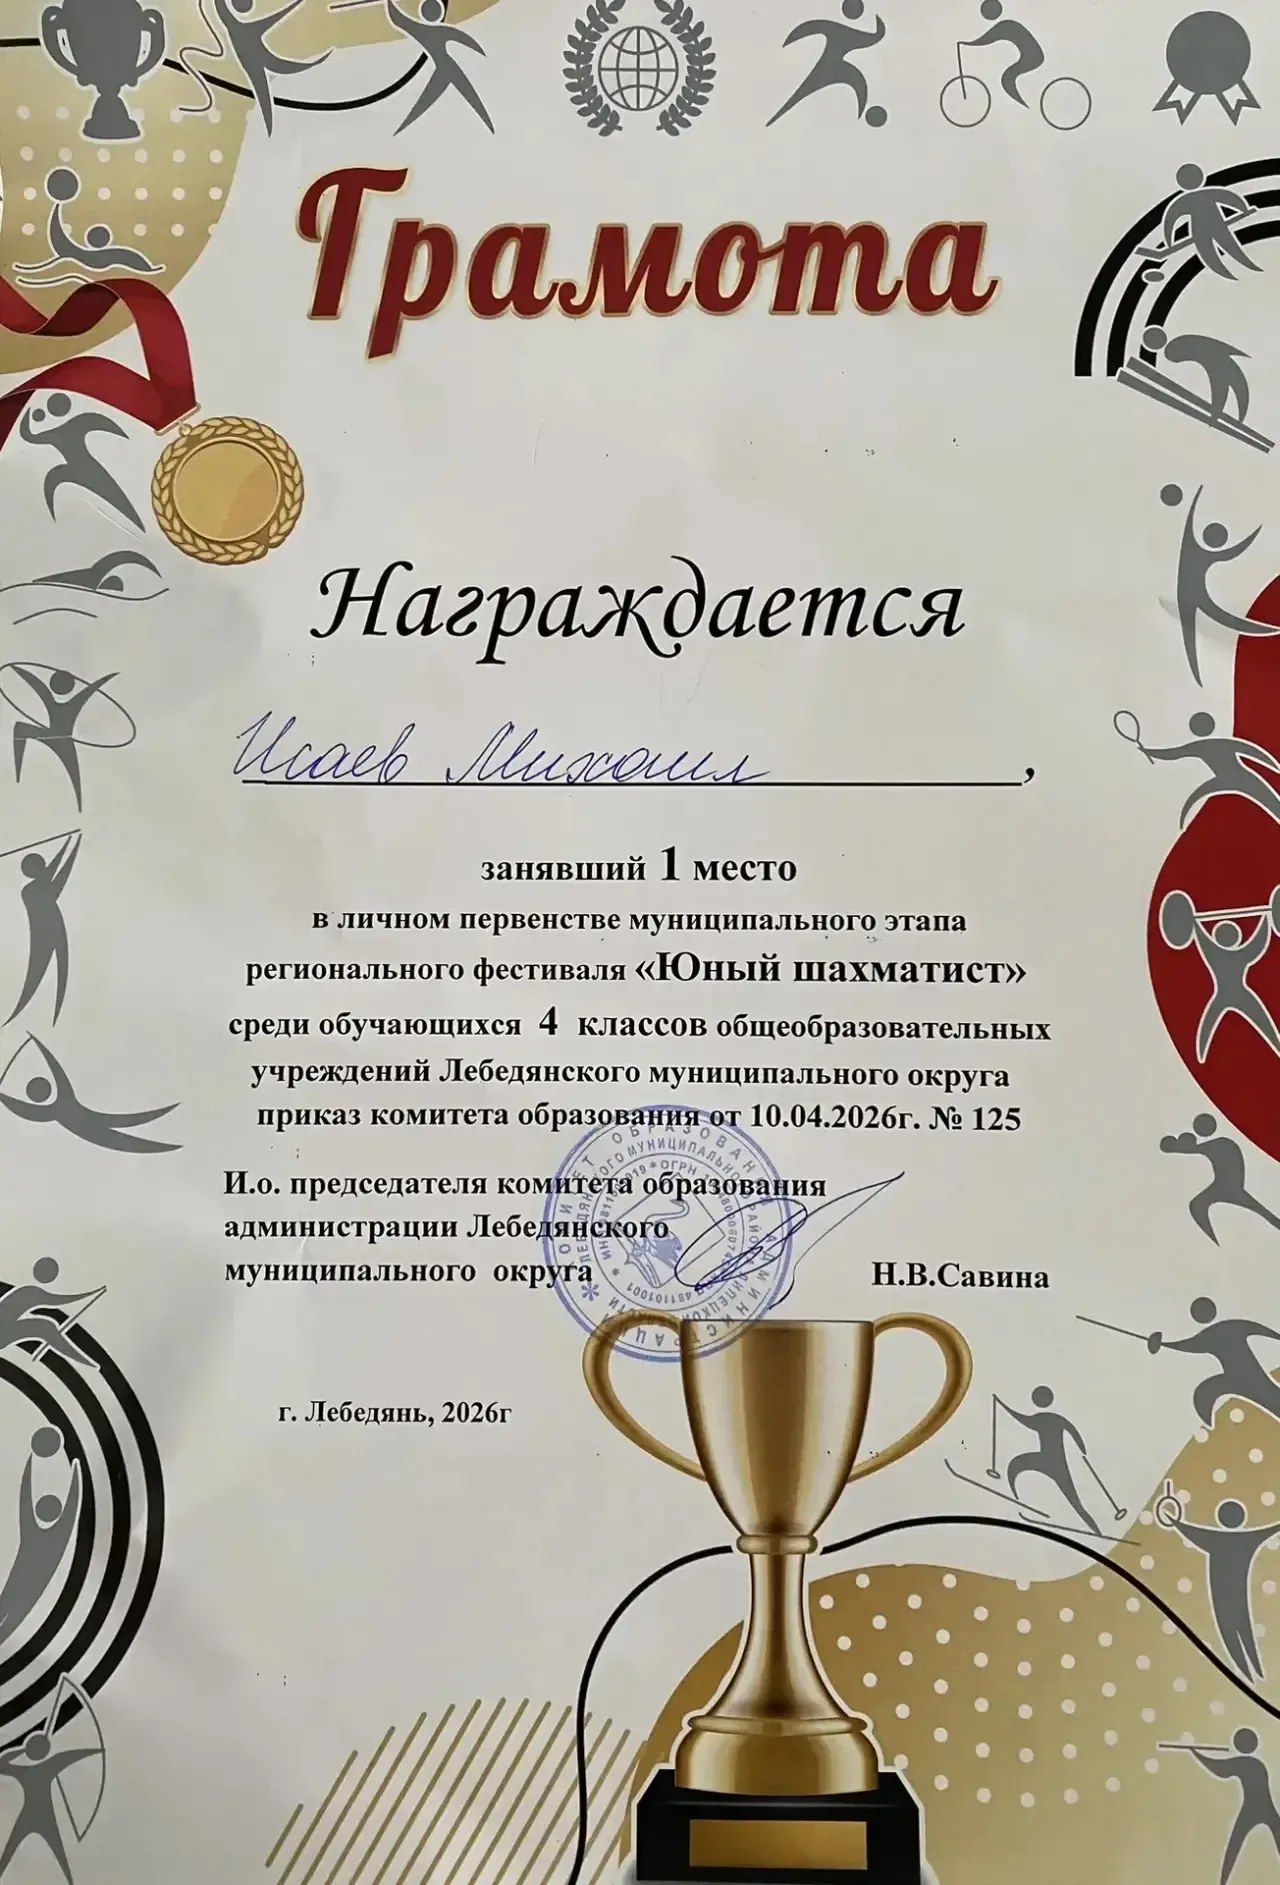 Грамота
Награждается
Исаев Михаил,
занявший 1 место
в личном первенстве муниципального этапа
регионального фестиваля «Юный шахматист»
среди обучающихся 4 классов общеобразовательных
учреждений Лебедянского муниципального округа
приказ комитета образования от 10.04.2026г. № 125
И.о. председателя комитета образования
администрации Лебедянского
муниципального округа
Н.В.Савина
г. Лебедянь, 2026г